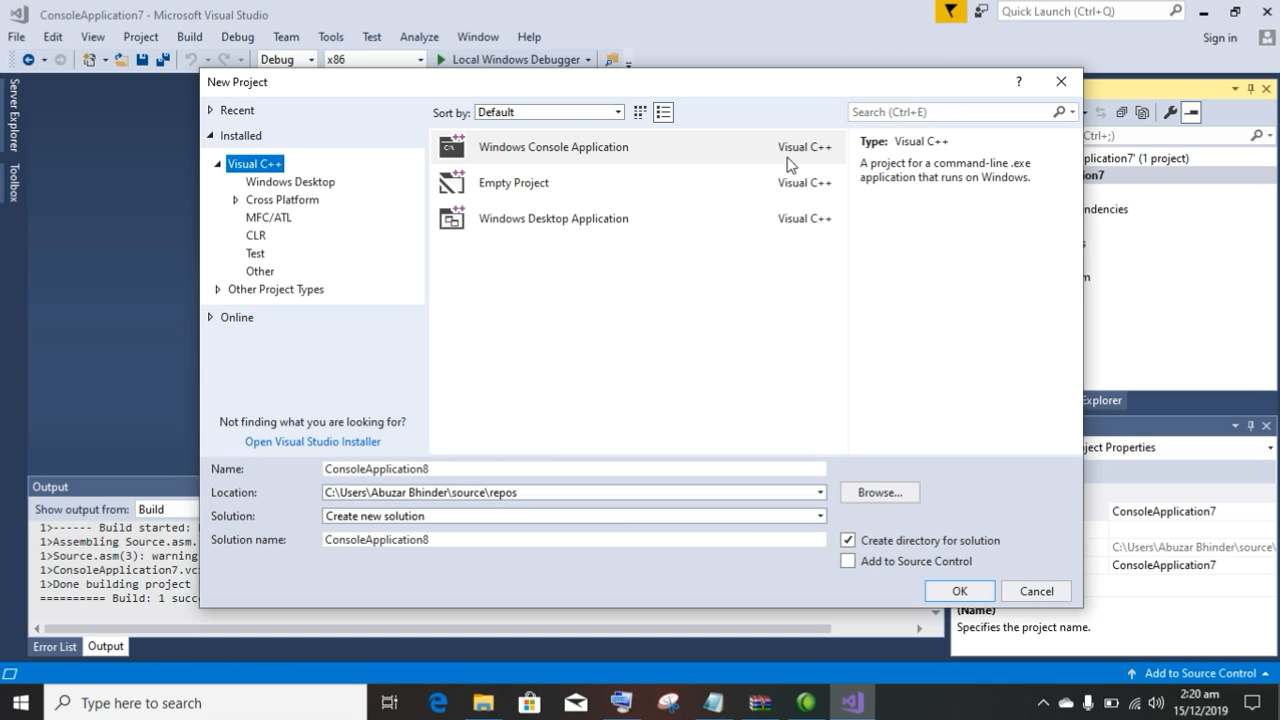 ConsoleApplication7 - Microsoft Visual Studio
Quick Launch (Ctrl+Q)
File Edit View Project Build Debug Team Tools Test Analyze Window Help
Sign in
Debug x86 Local Windows Debugger
Server Explorer
Toolbox
New Project
?
Recent
Installed
Visual C++
Windows Desktop
Cross Platform
MFC/ATL
CLR
Test
Other
Other Project Types
Online
Not finding what you are looking for?
Open Visual Studio Installer
Sort by: Default
Windows Console Application Visual C++
Empty Project Visual C++
Windows Desktop Application Visual C++
Search (Ctrl+E)
Type: Visual C++
A project for a command-line .exe
application that runs on Windows.
Name: ConsoleApplication8
Location: C:\Users\Abuzar Bhinder\source\repos
Browse...
Solution: Create new solution
Solution name: ConsoleApplication8
Create directory for solution
Add to Source Control
OK Cancel
+;)
plication7' (1 project)
on7
ndencies
s
m
Explorer
ject Properties
ConsoleApplication7
C:\Users\Abuzar Bhinder\source\
ConsoleApplication7
(Name)
Specifies the project name.
Output
Show output from: Build
1>------ Build started:
1>Assembling Source.asm.
1>Source.asm(3): warning
1>ConsoleApplication7.vc
1>Done building project
========== Build: 1 succ
Error List Output
Add to Source Control
Type here to search
2:20 am
15/12/2019